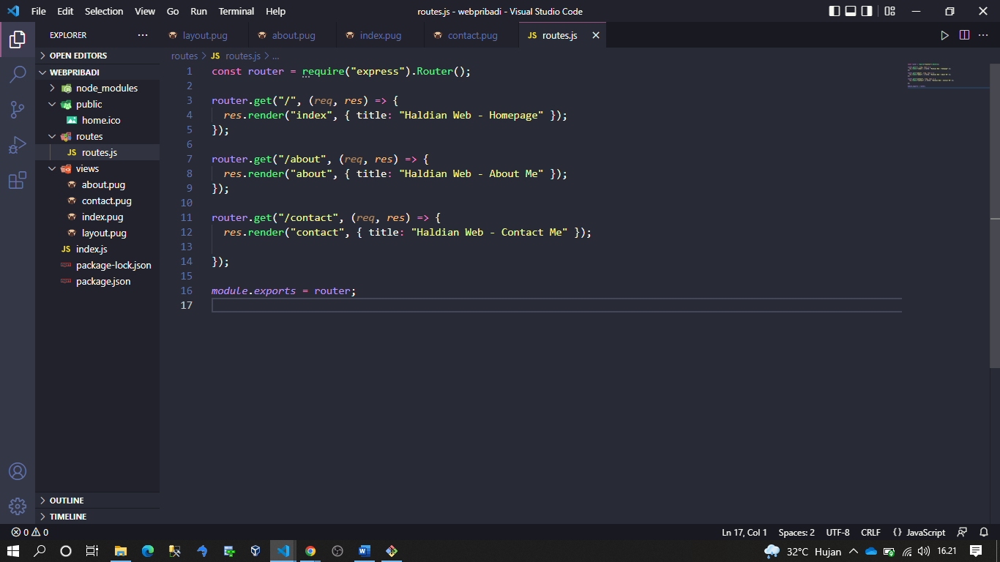 File Edit Selection View Go Run Terminal Help routes.js - webpribadi - Visual Studio Code
EXPLORER
layout.pug about.pug index.pug contact.pug JS routes.js
OPEN EDITORS
WEBPRIBADI
node_modules
public
home.ico
routes
JS routes.js
views
about.pug
contact.pug
index.pug
layout.pug
JS index.js
package-lock.json
package.json
OUTLINE
TIMELINE
routes > JS routes.js > ...
1 const router = require("express").Router();
2
3 router.get("/", (req, res) => {
4 res.render("index", { title: "Haldian Web - Homepage" });
5 });
6
7 router.get("/about", (req, res) => {
8 res.render("about", { title: "Haldian Web - About Me" });
9 });
10
11 router.get("/contact", (req, res) => {
12 res.render("contact", { title: "Haldian Web - Contact Me" });
13
14 });
15
16 module.exports = router;
17
0 0 Ln 17, Col 1 Spaces: 2 UTF-8 CRLF {} JavaScript
32°C Hujan 16.21